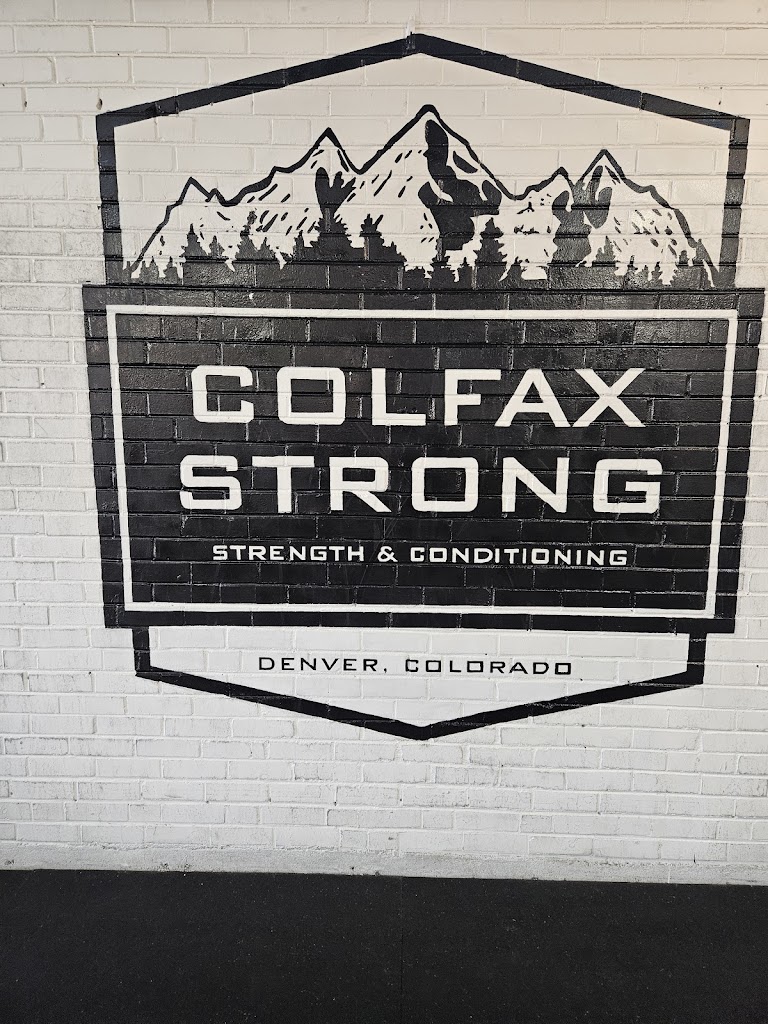 COLFAX
STRONG
STRENGTH & CONDITIONING
DENVER, COLORADO